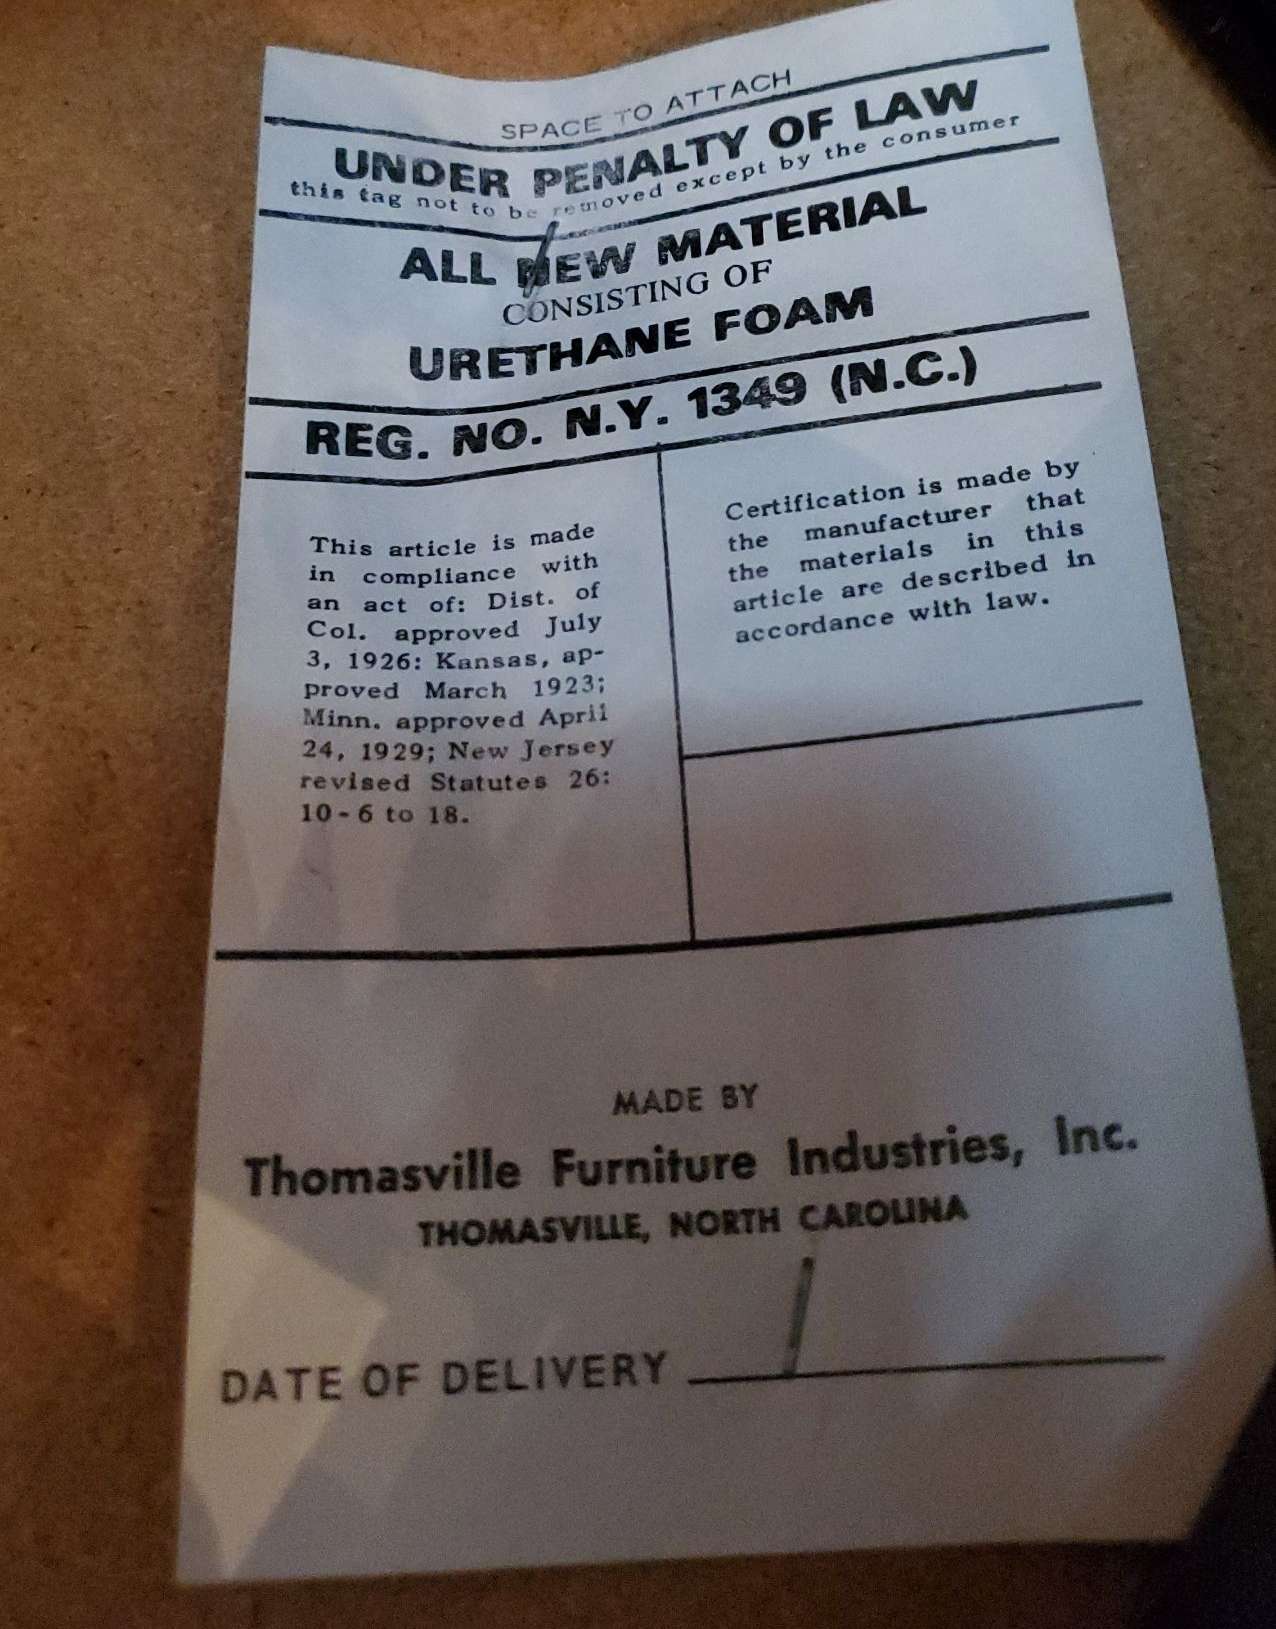 SPACE TO ATTACH
UNDER PENALTY OF LAW
this tag not to be removed except by the consumer
ALL NEW MATERIAL
CONSISTING OF
URETHANE FOAM
REG. NO. N.Y. 1349 (N.C.)
This article is made
in compliance with
an act of: Dist. of
Col. approved July
3, 1926: Kansas, ap-
proved March 1923;
Minn. approved April
24, 1929; New Jersey
revised Statutes 26:
10-6 to 18.
Certification is made by
the manufacturer that
the materials in this
article are described in
accordance with law.
MADE BY
Thomasville Furniture Industries, Inc.
THOMASVILLE, NORTH CAROLINA
DATE OF DELIVERY